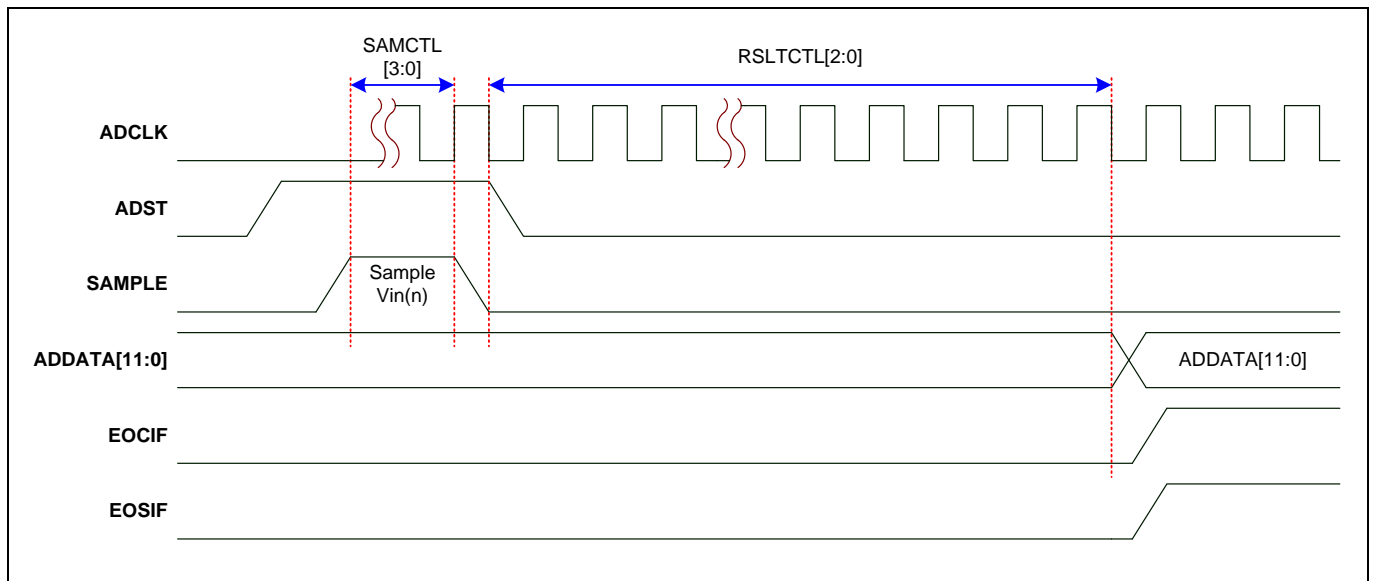 SAMCTL
[3:0]
RSLTCTL[2:0]
ADCLK
ADST
SAMPLE
Sample
Vin(n)
ADDATA[11:0]
ADDATA[11:0]
EOCIF
EOSIF